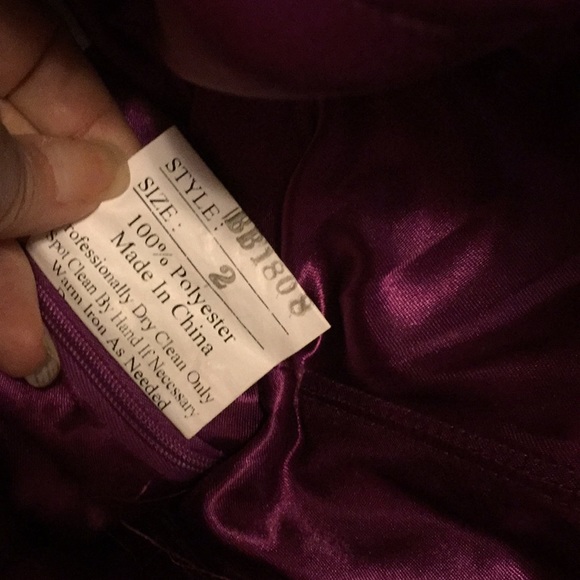 STYLE: BB1808
SIZE: 2
100% Polyester
Made In China
rofessionally Dry Clean Only
Spot Clean By Hand If Necessary
Warm Iron As Needed